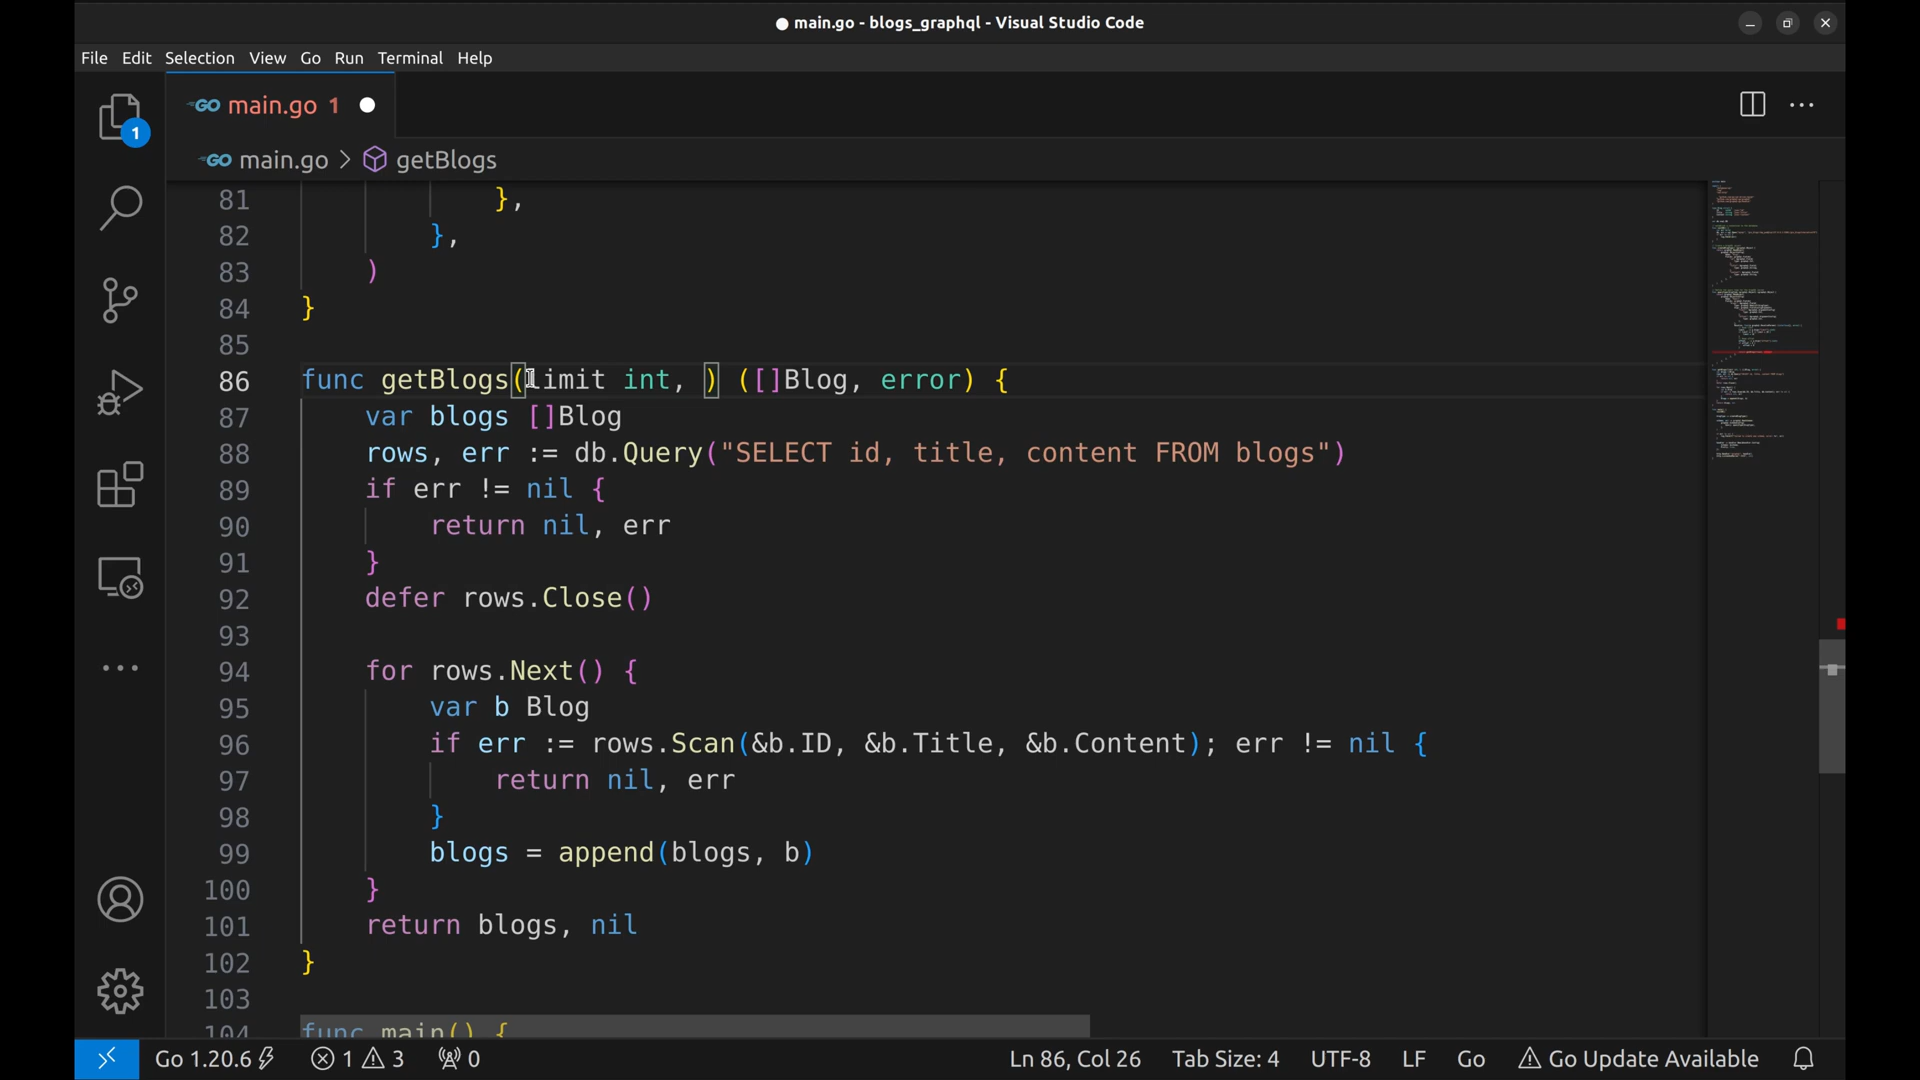 main.go - blogs_graphql - Visual Studio Code
File Edit Selection View Go Run Terminal Help
GO main.go 1
1
GO main.go > getBlogs
81 },
82 },
83 )
84 }
85
86 func getBlogs(limit int, ) ([]Blog, error) {
87 var blogs []Blog
88 rows, err := db.Query("SELECT id, title, content FROM blogs")
89 if err != nil {
90 return nil, err
91 }
92 defer rows.Close()
93
94 for rows.Next() {
95 var b Blog
96 if err := rows.Scan(&b.ID, &b.Title, &b.Content); err != nil {
97 return nil, err
98 }
99 blogs = append(blogs, b)
100 }
101 return blogs, nil
102 }
103
104 func main() {
Go 1.20.6 1 3 0 Ln 86, Col 26 Tab Size: 4 UTF-8 LF Go Go Update Available